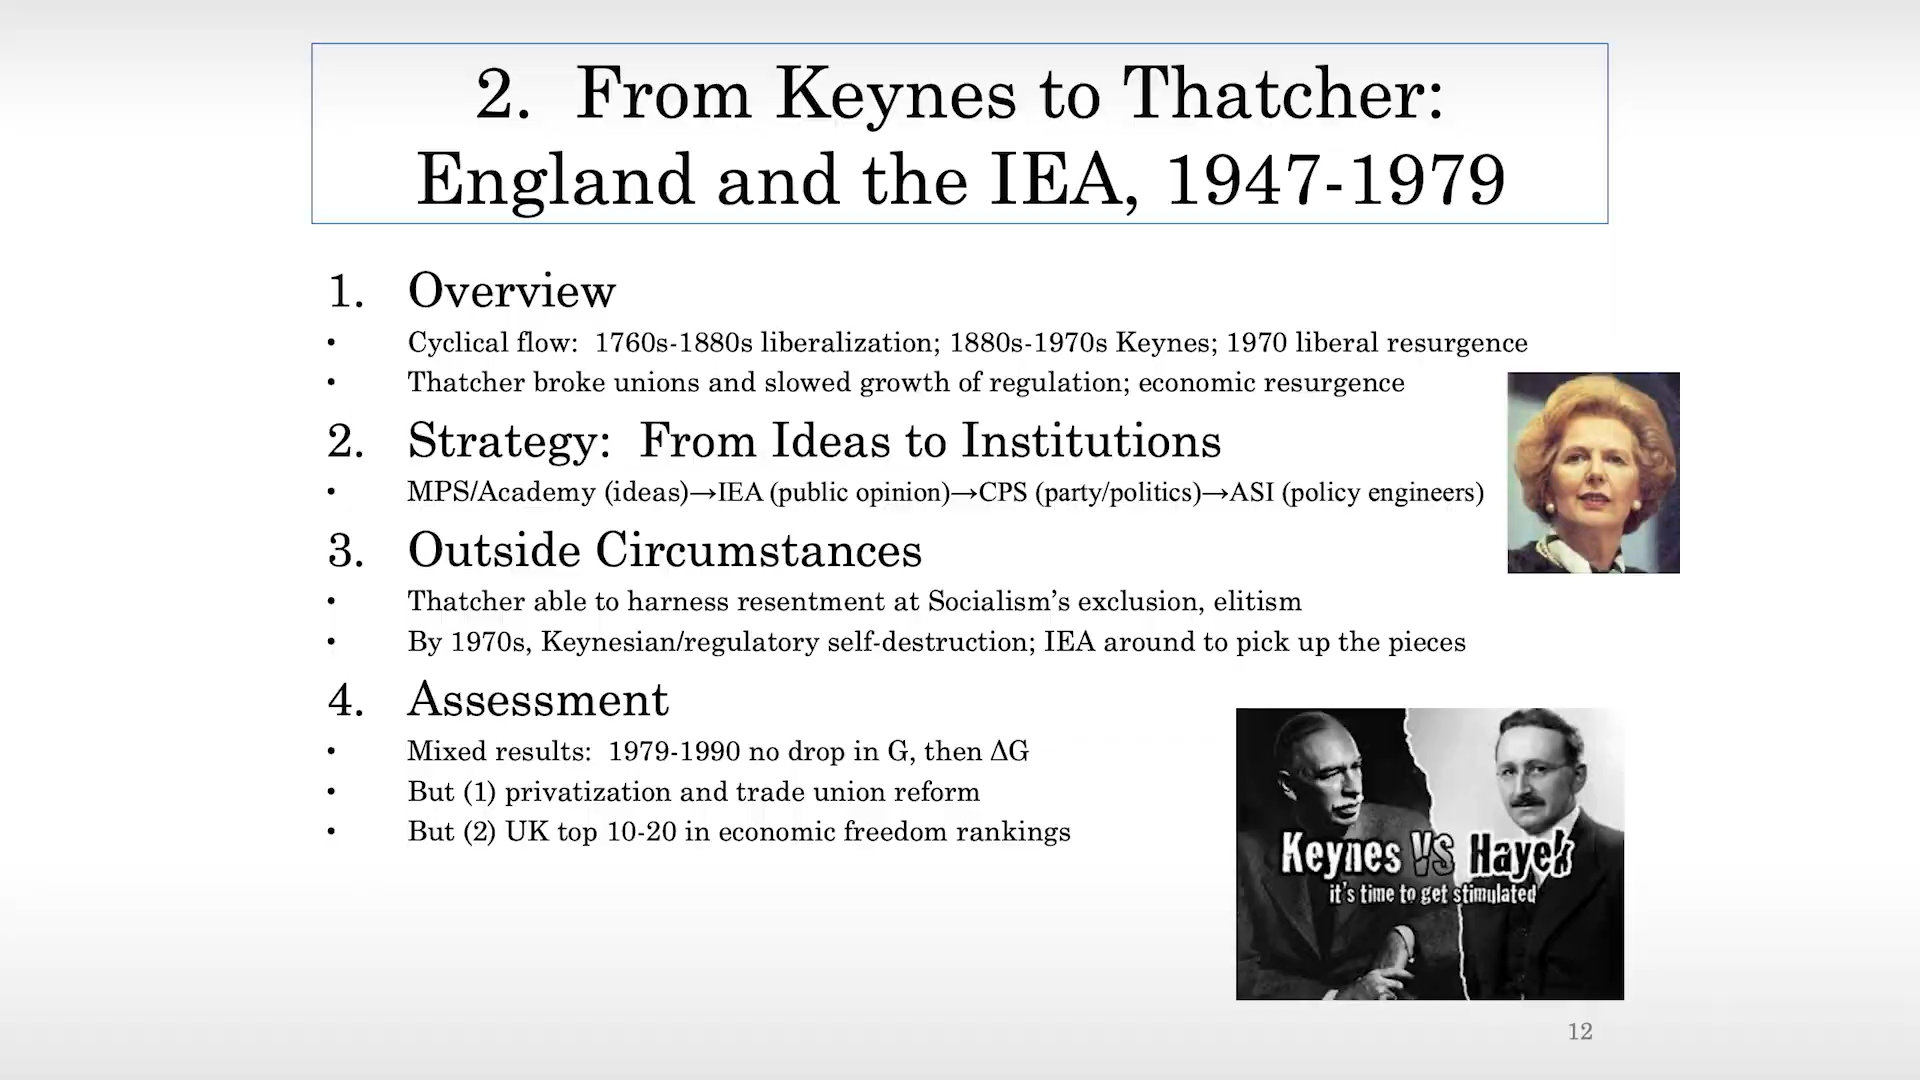 2. From Keynes to Thatcher:
England and the IEA, 1947-1979
1. Overview
• Cyclical flow: 1760s-1880s liberalization; 1880s-1970s Keynes; 1970 liberal resurgence
• Thatcher broke unions and slowed growth of regulation; economic resurgence
2. Strategy: From Ideas to Institutions
• MPS/Academy (ideas)→IEA (public opinion)→CPS (party/politics)→ASI (policy engineers)
3. Outside Circumstances
• Thatcher able to harness resentment at Socialism's exclusion, elitism
• By 1970s, Keynesian/regulatory self-destruction; IEA around to pick up the pieces
4. Assessment
• Mixed results: 1979-1990 no drop in G, then ΔG
• But (1) privatization and trade union reform
• But (2) UK top 10-20 in economic freedom rankings
Keynes VS Hayek
it's time to get stimulated
12